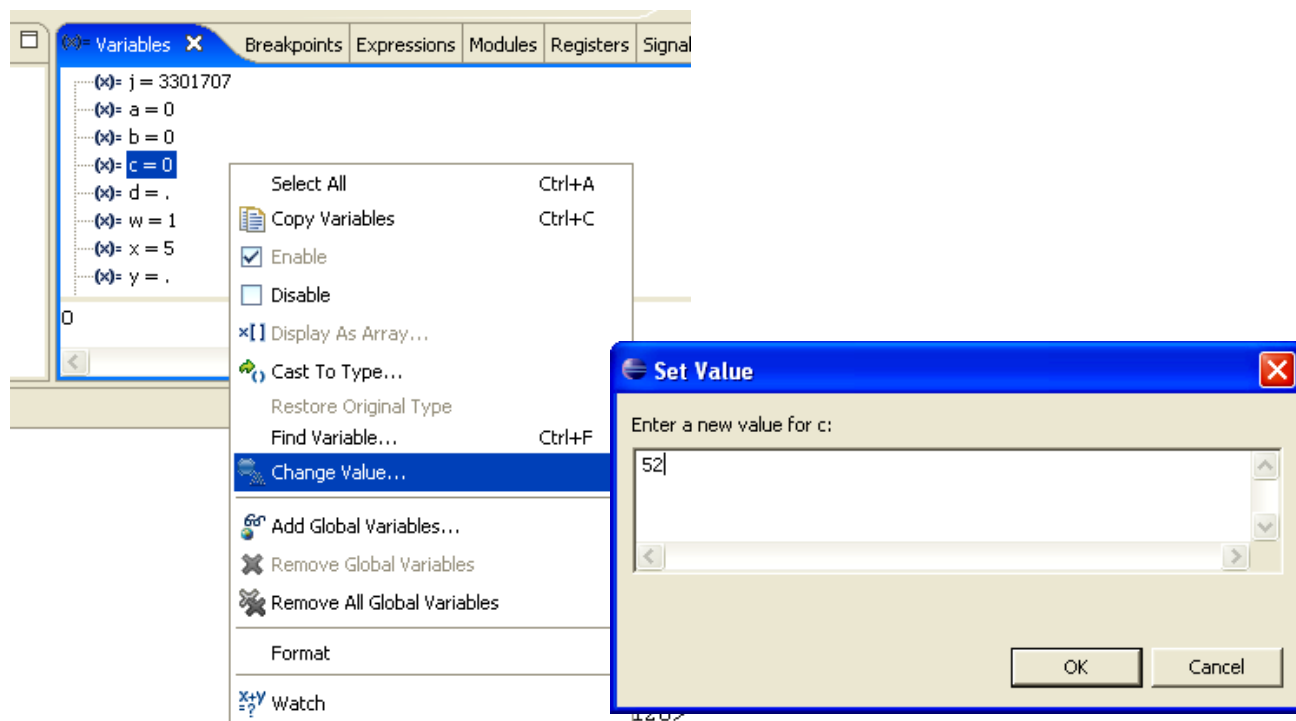 (x)= Variables Breakpoints Expressions Modules Registers Signal
(x)= j = 3301707
(x)= a = 0
(x)= b = 0
(x)= c = 0
(x)= d = .
(x)= w = 1
(x)= x = 5
(x)= y = .
0
Select All Ctrl+A
Copy Variables Ctrl+C
Enable
Disable
×[] Display As Array...
Cast To Type...
Restore Original Type
Find Variable... Ctrl+F
Change Value...
Add Global Variables...
Remove Global Variables
Remove All Global Variables
Format
x+y=? Watch
Set Value
Enter a new value for c:
52
OK Cancel